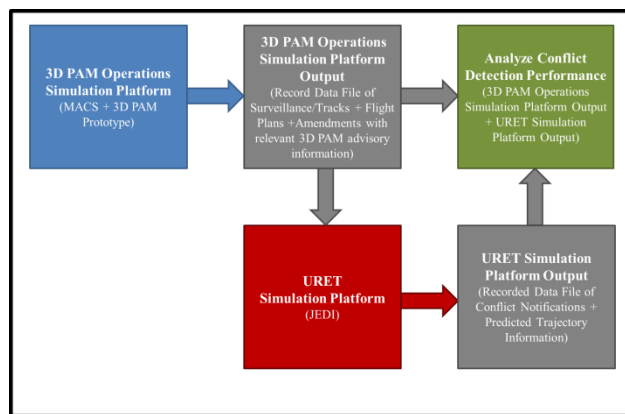 3D PAM Operations
Simulation Platform
(MACS + 3D PAM
Prototype)
3D PAM Operations
Simulation Platform
Output
(Record Data File of
Surveillance/Tracks + Flight
Plans +Amendments with
relevant 3D PAM advisory
information)
Analyze Conflict
Detection Performance
(3D PAM Operations
Simulation Platform Output
+ URET Simulation
Platform Output)
URET
Simulation Platform
(JEDI)
URET Simulation
Platform Output
(Recorded Data File of
Conflict Notifications +
Predicted Trajectory
Information)